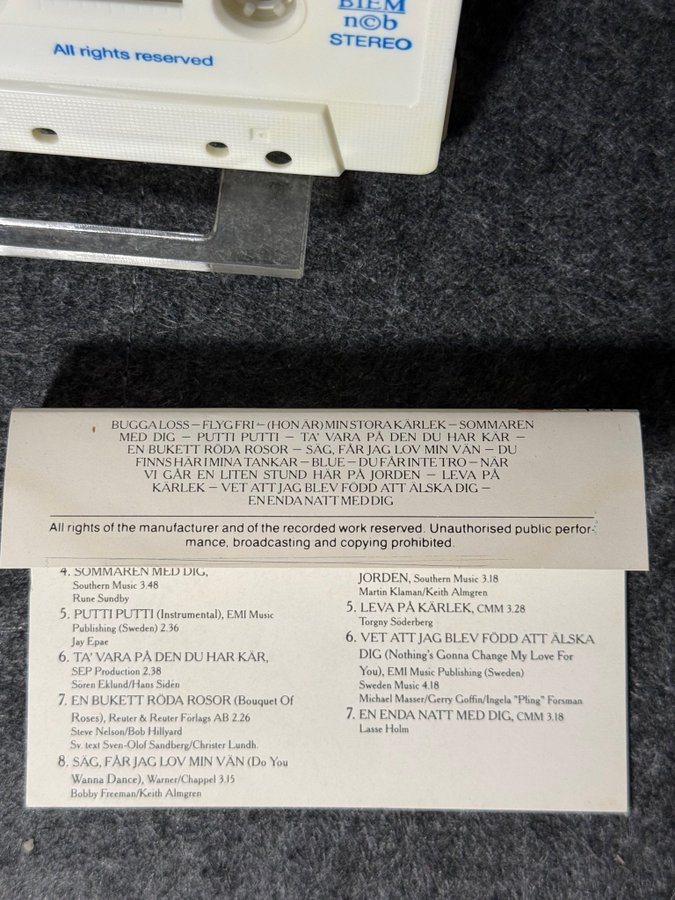 BIEM
n©b
STEREO
All rights reserved
BUGGA LOSS – FLYG FRI – (HON ÄR) MIN STORA KÄRLEK – SOMMAREN
MED DIG – PUTTI PUTTI – TA' VARA PÅ DEN DU HAR KÄR –
EN BUKETT RÖDA ROSOR – SÄG, FÅR JAG LOV MIN VÄN – DU
FINNS HÄR I MINA TANKAR – BLUE – DU FÅR INTE TRO – NÄR
VI GÅR EN LITEN STUND HÄR PÅ JORDEN – LEVA PÅ
KÄRLEK – VET ATT JAG BLEV FÖDD ATT ÄLSKA DIG –
EN ENDA NATT MED DIG
All rights of the manufacturer and of the recorded work reserved. Unauthorised public perfor-
mance, broadcasting and copying prohibited.
4. SOMMAREN MED DIG,
Southern Music 3.48
Rune Sundby
5. PUTTI PUTTI (Instrumental), EMI Music
Publishing (Sweden) 2.36
Jay Epae
6. TA' VARA PÅ DEN DU HAR KÄR,
SEP Production 2.38
Sören Eklund/Hans Sidén
7. EN BUKETT RÖDA ROSOR (Bouquet Of
Roses), Reuter & Reuter Förlags AB 2.26
Steve Nelson/Bob Hillyard
Sv. text Sven-Olof Sandberg/Christer Lundh.
8. SÄG, FÅR JAG LOV MIN VÄN (Do You
Wanna Dance), Warner/Chappel 3.15
Bobby Freeman/Keith Almgren
JORDEN, Southern Music 3.18
Martin Klaman/Keith Almgren
5. LEVA PÅ KÄRLEK, CMM 3.28
Torgny Söderberg
6. VET ATT JAG BLEV FÖDD ATT ÄLSKA
DIG (Nothing's Gonna Change My Love For
You), EMI Music Publishing (Sweden)
Sweden Music 4.18
Michael Masser/Gerry Goffin/Ingela "Pling" Forsman
7. EN ENDA NATT MED DIG, CMM 3.18
Lasse Holm